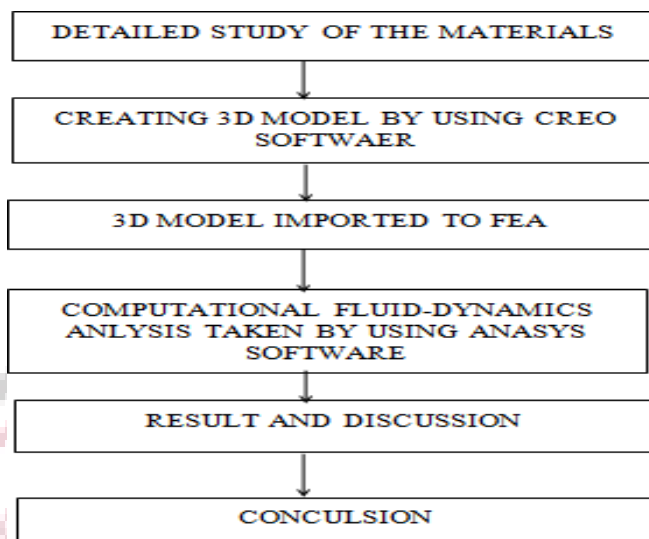 DETAILED STUDY OF THE MATERIALS
CREATING 3D MODEL BY USING CREO
SOFTWAER
3D MODEL IMPORTED TO FEA
COMPUTATIONAL FLUID-DYNAMICS
ANLYSIS TAKEN BY USING ANASYS
SOFTWARE
RESULT AND DISCUSSION
CONCULSION